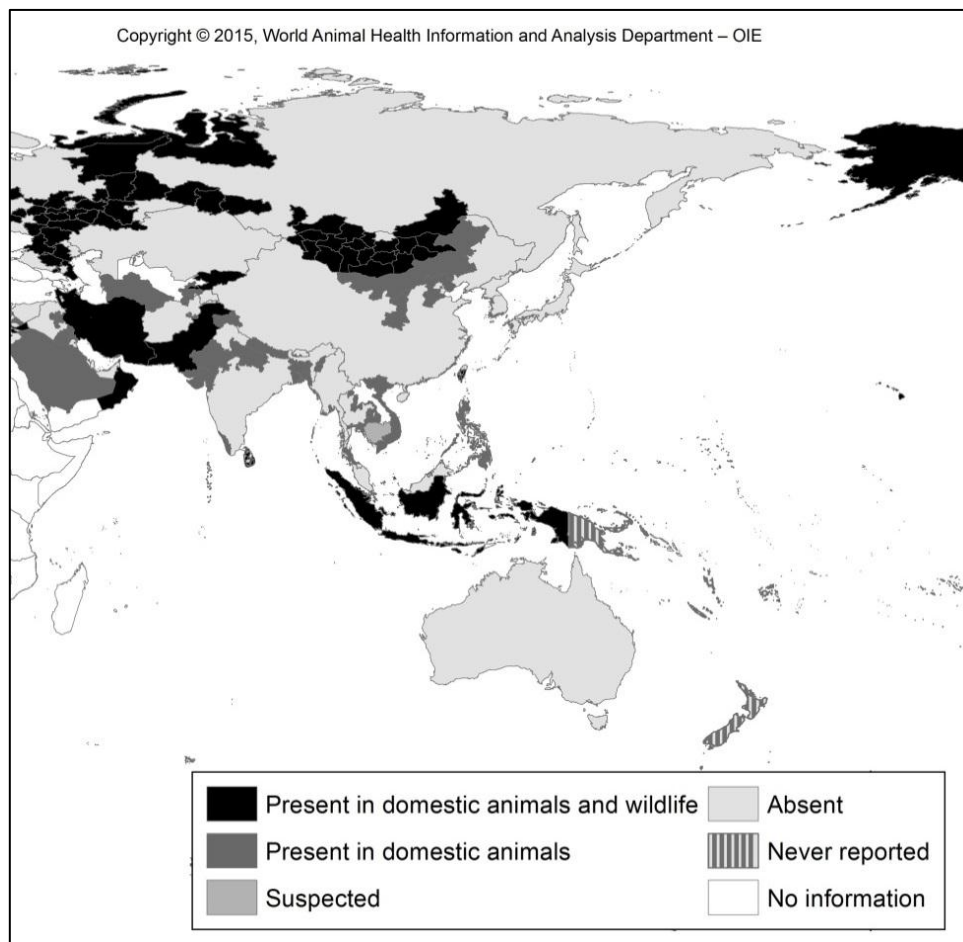 Copyright © 2015, World Animal Health Information and Analysis Department – OIE
Present in domestic animals and wildlife
Absent
Present in domestic animals
Never reported
Suspected
No information